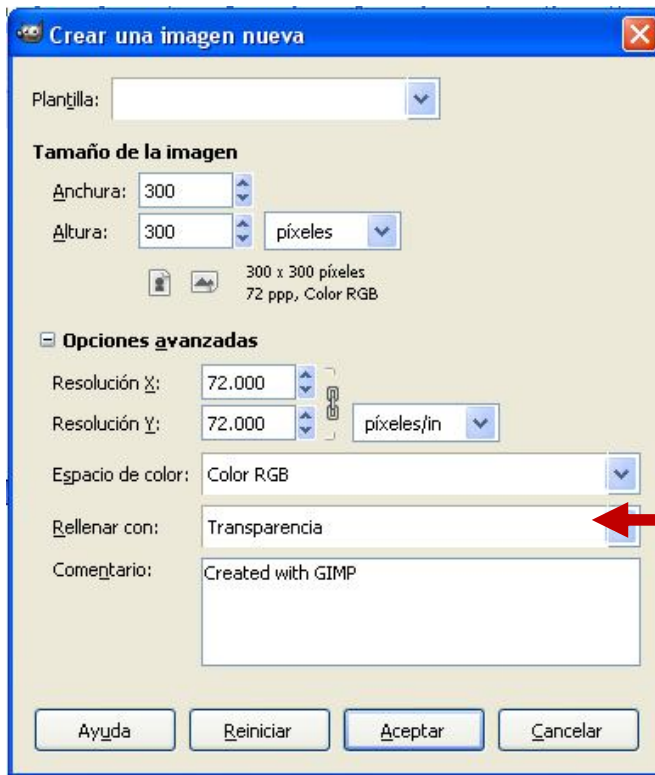 Crear una imagen nueva
Plantilla:
Tamaño de la imagen
Anchura: 300
Altura: 300 píxeles
300 x 300 píxeles
72 ppp, Color RGB
Opciones avanzadas
Resolución X: 72.000
Resolución Y: 72.000 píxeles/in
Espacio de color: Color RGB
Rellenar con: Transparencia
Comentario: Created with GIMP
Ayuda Reiniciar Aceptar Cancelar